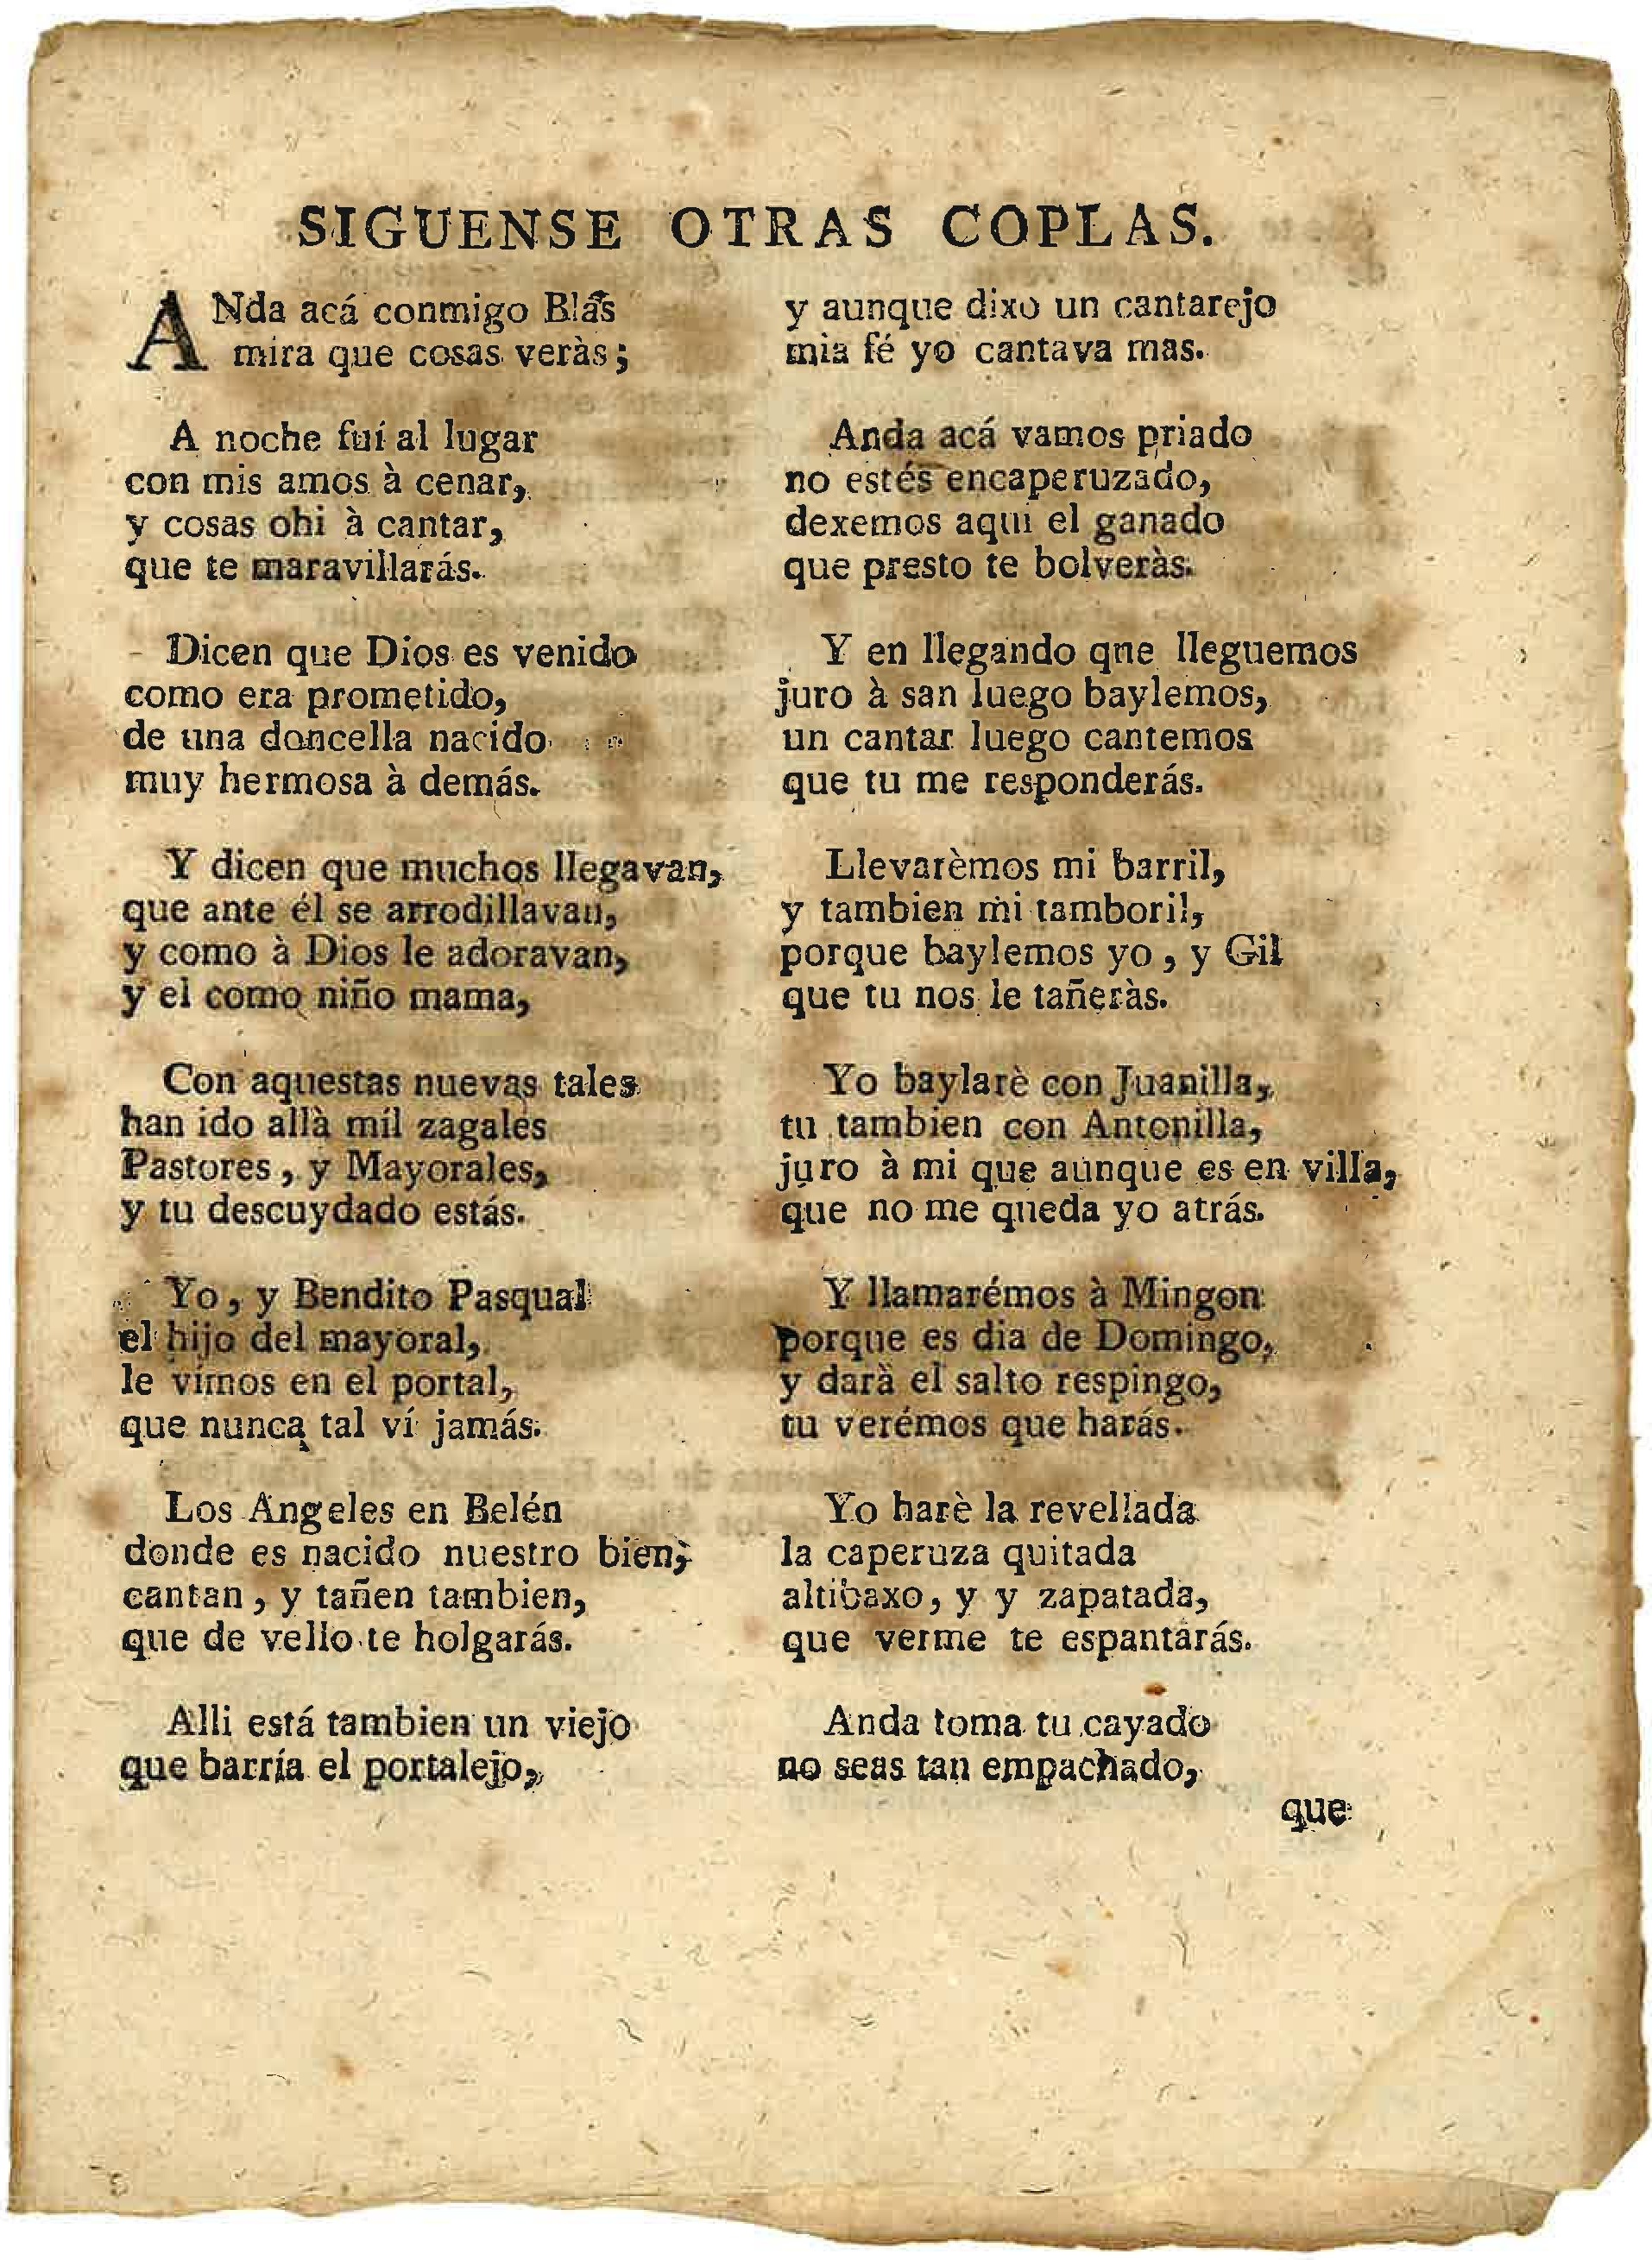 SIGUENSE OTRAS COPLAS.
ANda acá conmigo Blás
mira que cosas veràs;
A noche fuí al lugar
con mis amos à cenar,
y cosas ohi à cantar,
que te maravillarás.
Dicen que Dios es venido
como era prometido,
de una doncella nacido
muy hermosa à demás.
Y dicen que muchos llegavan,
que ante él se arrodillavan,
y como à Dios le adoravan,
y el como niño mama,
Con aquestas nuevas tales
han ido allà mil zagales
Pastores, y Mayorales,
y tu descuydado estás.
Yo, y Bendito Pasqual
el hijo del mayoral,
le vimos en el portal,
que nunca tal ví jamás.
Los Angeles en Belén
donde es nacido nuestro bien,
cantan, y tañen tambien,
que de vello te holgarás.
Alli está tambien un viejo
que barría el portalejo,
y aunque dixo un cantarejo
mia fé yo cantava mas.
Anda acá vamos priado
no estés encaperuzado,
dexemos aqui el ganado
que presto te bolveràs.
Y en llegando qne lleguemos
juro à san luego baylemos,
un cantar luego cantemos
que tu me responderás.
Llevarèmos mi barril,
y tambien mi tamboril,
porque baylemos yo, y Gil
que tu nos le tañeràs.
Yo baylarè con Juanilla,
tu tambien con Antonilla,
juro à mi que aunque es en villa,
que no me queda yo atrás.
Y llamarémos à Mingon
porque es dia de Domingo,
y darà el salto respingo,
tu verémos que harás.
Yo harè la revellada
la caperuza quitada
altibaxo, y y zapatada,
que verme te espantarás.
Anda toma tu cayado
no seas tan empachado,
que